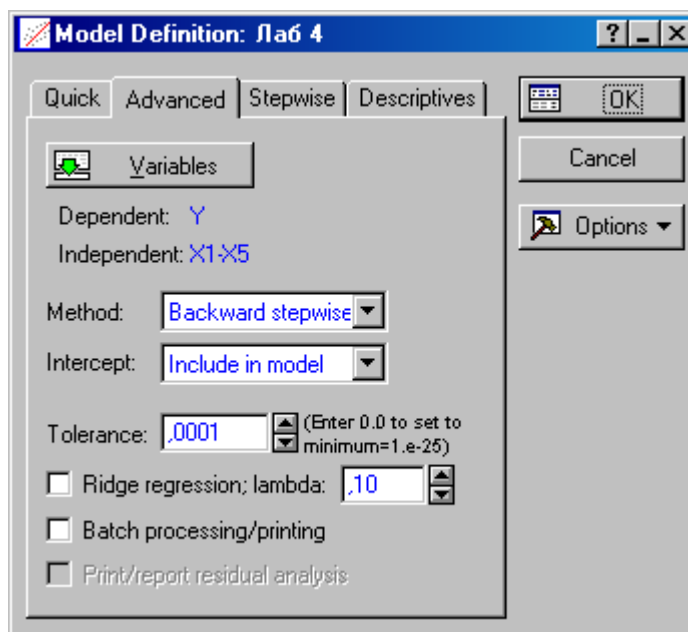 Model Definition: Лаб 4
Quick Advanced Stepwise Descriptives
OK
Cancel
Options
Variables
Dependent: Y
Independent: X1-X5
Method: Backward stepwise
Intercept: Include in model
Tolerance: ,0001 (Enter 0.0 to set to
minimum=1.e-25)
Ridge regression; lambda: ,10
Batch processing/printing
Print/report residual analysis